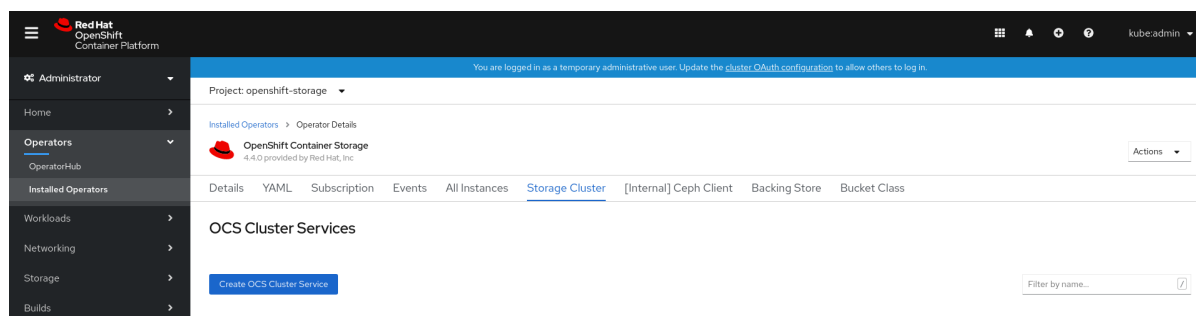 Red Hat
OpenShift
Container Platform
kube:admin
Administrator
You are logged in as a temporary administrative user. Update the cluster OAuth configuration to allow others to log in.
Project: openshift-storage
Home
Installed Operators > Operator Details
Operators
OpenShift Container Storage
4.4.0 provided by Red Hat, Inc
Actions
OperatorHub
Installed Operators
Details YAML Subscription Events All Instances Storage Cluster [Internal] Ceph Client Backing Store Bucket Class
Workloads
OCS Cluster Services
Networking
Storage
Create OCS Cluster Service
Filter by name...
/
Builds